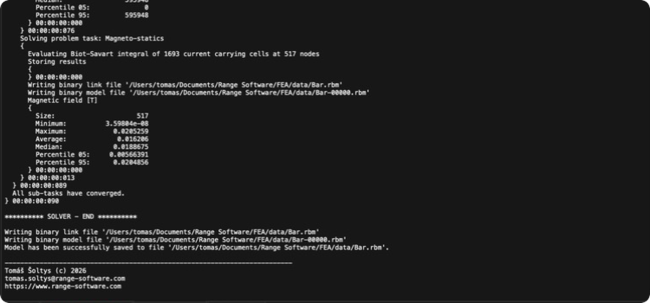 Percentile 05: 0
Percentile 95: 595948
} 00:00:00:000
} 00:00:00:076
Solving problem task: Magneto-statics
{
Evaluating Biot-Savart integral of 1693 current carrying cells at 517 nodes
Storing results
{
} 00:00:00:000
Writing binary link file '/Users/tomas/Documents/Range Software/FEA/data/Bar.rbm'
Writing binary model file '/Users/tomas/Documents/Range Software/FEA/data/Bar-00000.rbm'
Magnetic field [T]
{
Size: 517
Minimum: 3.59804e-08
Maximum: 0.0205259
Average: 0.016206
Median: 0.0188675
Percentile 05: 0.00566391
Percentile 95: 0.0204856
} 00:00:00:000
} 00:00:00:013
} 00:00:00:089
All sub-tasks have converged.
} 00:00:00:090
********** SOLVER - END **********
Writing binary link file '/Users/tomas/Documents/Range Software/FEA/data/Bar.rbm'
Writing binary model file '/Users/tomas/Documents/Range Software/FEA/data/Bar-00000.rbm'
Model has been successfully saved to file '/Users/tomas/Documents/Range Software/FEA/data/Bar.rbm'.
Tomáš Šoltys (c) 2026
tomas.soltys@range-software.com
https://www.range-software.com